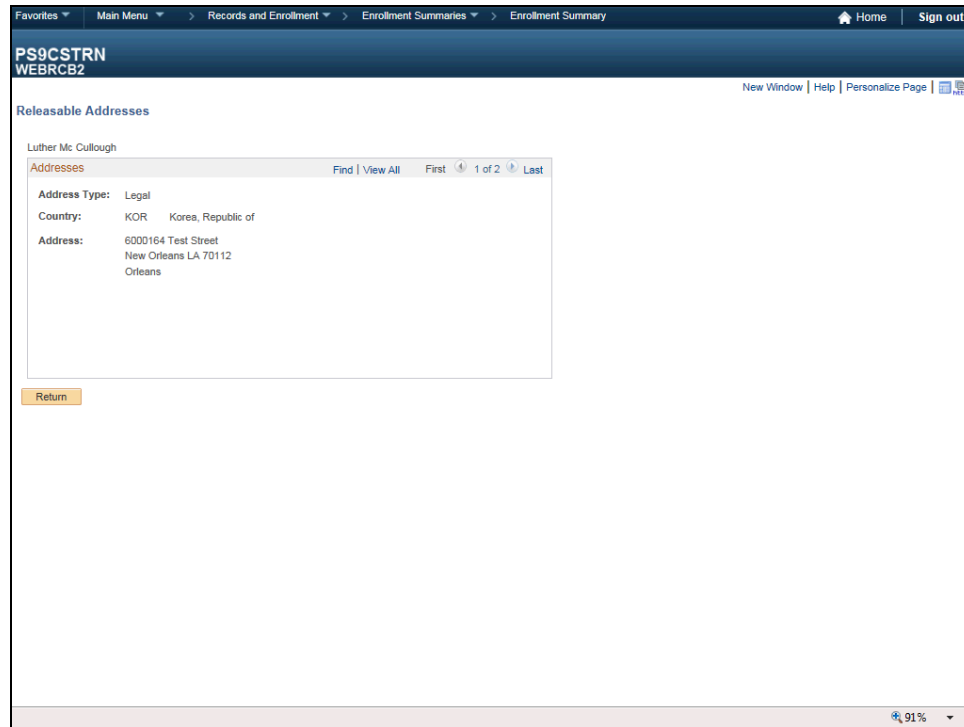 Favorites Main Menu > Records and Enrollment > Enrollment Summaries > Enrollment Summary Home Sign out
PS9CSTRN
WEBRCB2
New Window | Help | Personalize Page |
Releasable Addresses
Luther Mc Cullough
Addresses Find | View All First 1 of 2 Last
Address Type: Legal
Country: KOR Korea, Republic of
Address: 6000164 Test Street
New Orleans LA 70112
Orleans
Return
91%